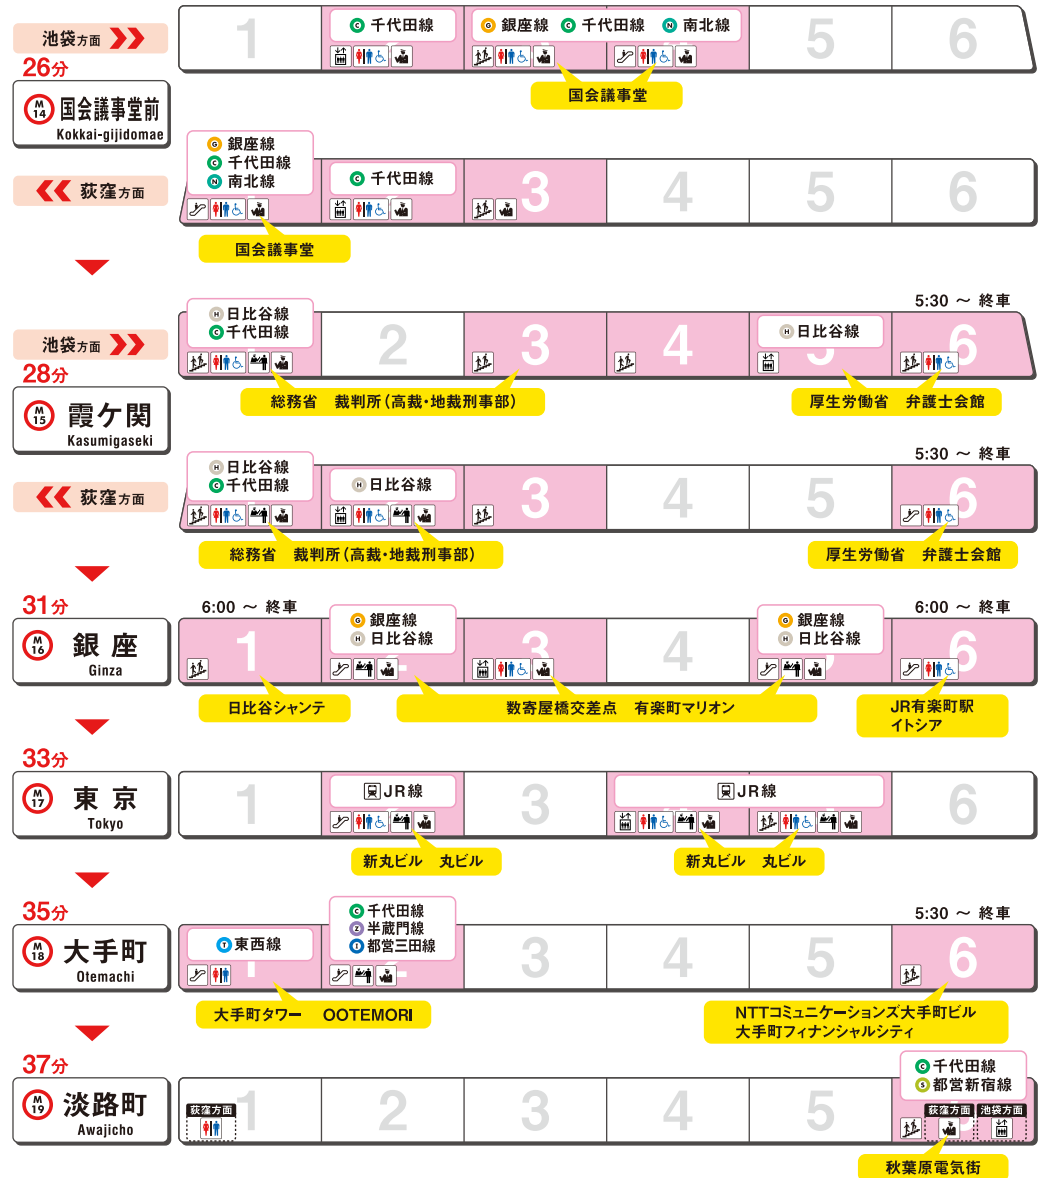 池袋方面
26分
M 14 国会議事堂前
Kokkai-gijidomae
荻窪方面
1
C 千代田線
G 銀座線 C 千代田線 N 南北線
5
6
国会議事堂
G 銀座線
C 千代田線
N 南北線
C 千代田線
3
4
5
6
国会議事堂
5:30 ～ 終車
池袋方面
28分
M 15 霞ケ関
Kasumigaseki
荻窪方面
H 日比谷線
C 千代田線
2
3
4
H 日比谷線
5
6
総務省 裁判所(高裁・地裁刑事部)
厚生労働省 弁護士会館
5:30 ～ 終車
H 日比谷線
C 千代田線
H 日比谷線
3
4
5
6
総務省 裁判所(高裁・地裁刑事部)
厚生労働省 弁護士会館
31分
M 16 銀座
Ginza
6:00 ～ 終車
6:00 ～ 終車
1
G 銀座線
H 日比谷線
2
3
4
G 銀座線
H 日比谷線
6
日比谷シャンテ
数寄屋橋交差点 有楽町マリオン
JR有楽町駅
イトシア
33分
M 17 東京
Tokyo
1
JR線
3
JR線
6
新丸ビル 丸ビル
新丸ビル 丸ビル
35分
M 18 大手町
Otemachi
5:30 ～ 終車
T 東西線
1
C 千代田線
Z 半蔵門線
I 都営三田線
2
3
4
5
6
大手町タワー OOTEMORI
NTTコミュニケーションズ大手町ビル
大手町フィナンシャルシティ
37分
M 19 淡路町
Awajicho
荻窪方面
1
2
3
4
5
C 千代田線
S 都営新宿線
荻窪方面 池袋方面
秋葉原電気街